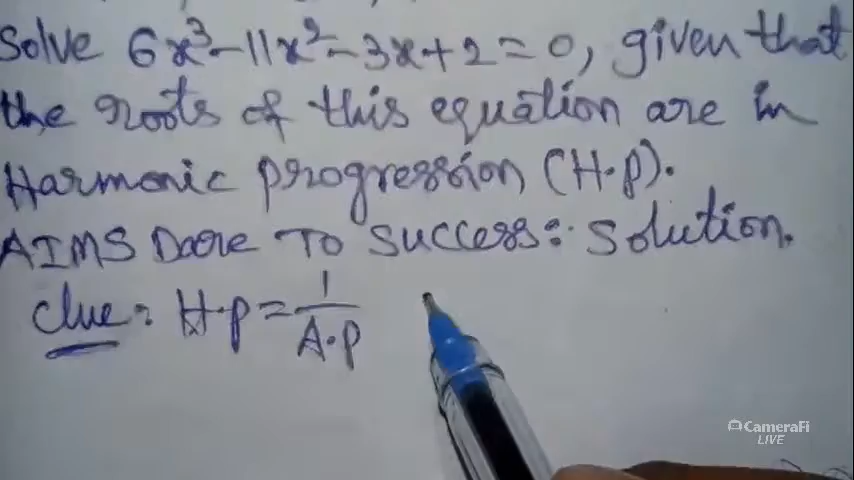 Solve 6x³-11x²-3x+2=0, given that
the roots of this equation are in
Harmonic progression (H.P).
AIMS Dare To Success: Solution.
Clue: H.P = 1/A.P
CameraFi
LIVE